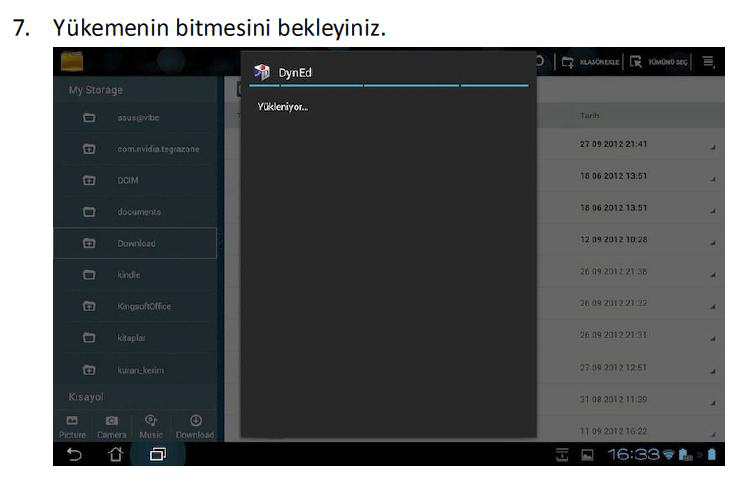 7. Yükemenin bitmesini bekleyiniz.
KLASÖR EKLE
TÜMÜNÜ SEÇ
DynEd
Yükleniyor...
My Storage
asus@vibe
com.nvidia.tegrazone
DCIM
documents
Download
kindle
KingsoftOffice
kitaplar
kuran_kerim
Kısayol
Picture Camera Music Download
Tarih
27 09 2012 21:41
18 06 2012 13:51
18 06 2012 13:51
12 09 2012 10:28
26 09 2012 21:38
26 09 2012 21:32
26 09 2012 21:31
27 09 2012 12:51
31 08 2012 11:39
11 09 2012 16:22
16:33